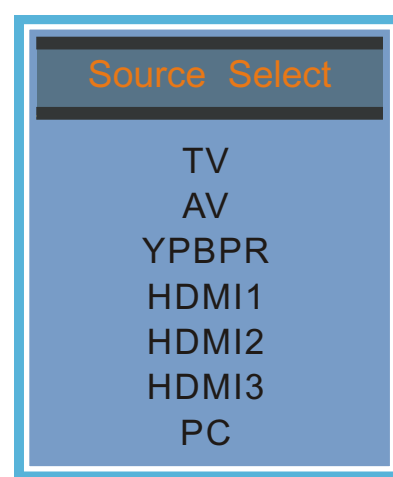 Source Select
TV
AV
YPBPR
HDMI1
HDMI2
HDMI3
PC